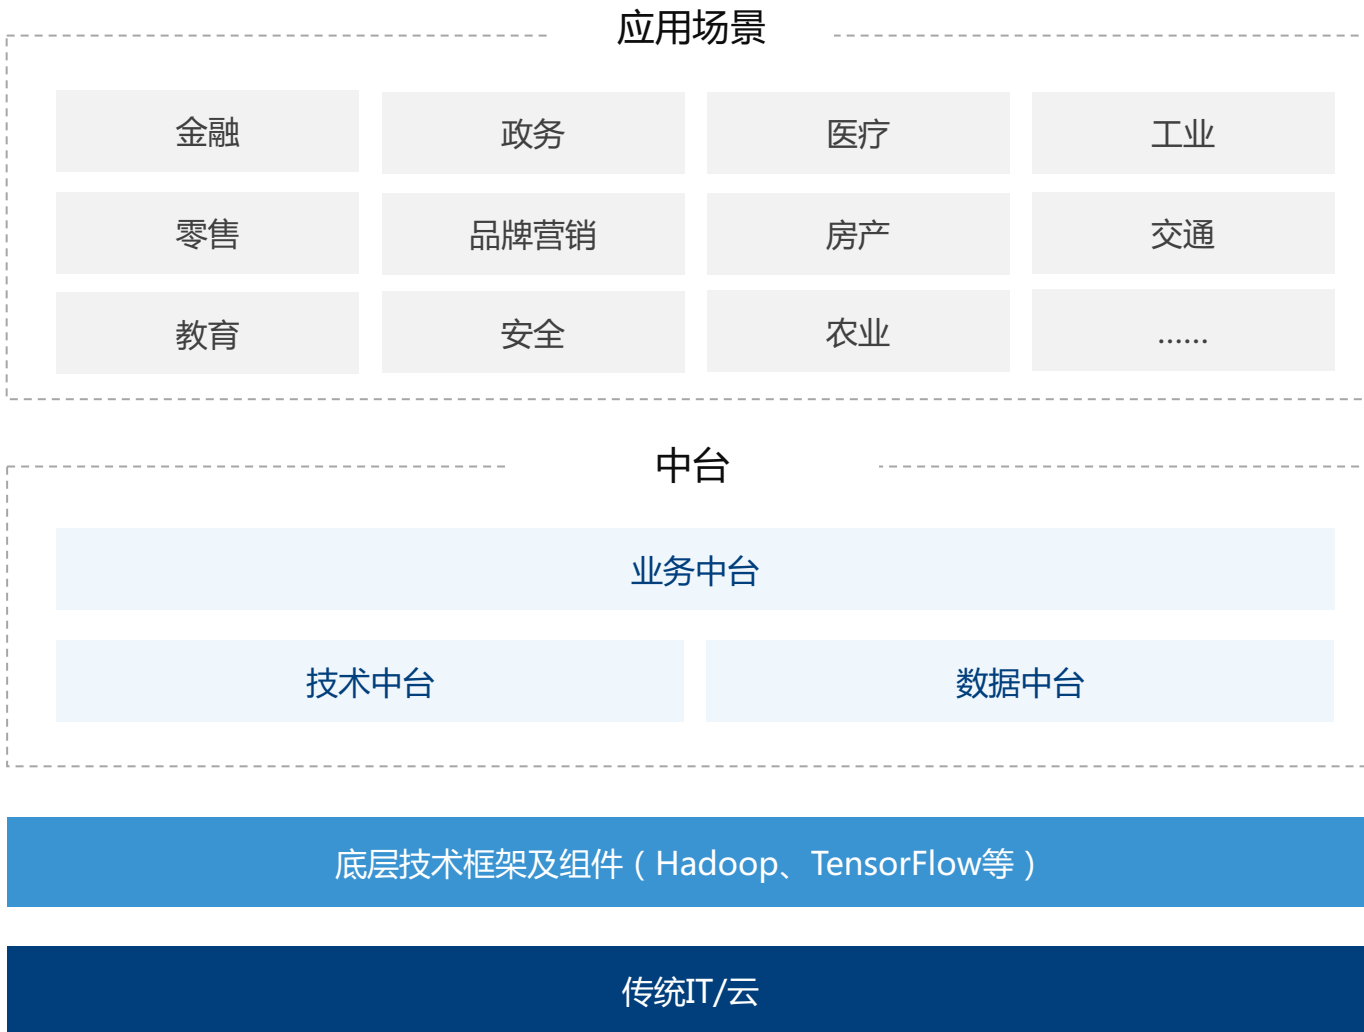 应用场景
金融
政务
医疗
工业
零售
品牌营销
房产
交通
教育
安全
农业
……
中台
业务中台
技术中台
数据中台
底层技术框架及组件（Hadoop、TensorFlow等）
传统IT/云